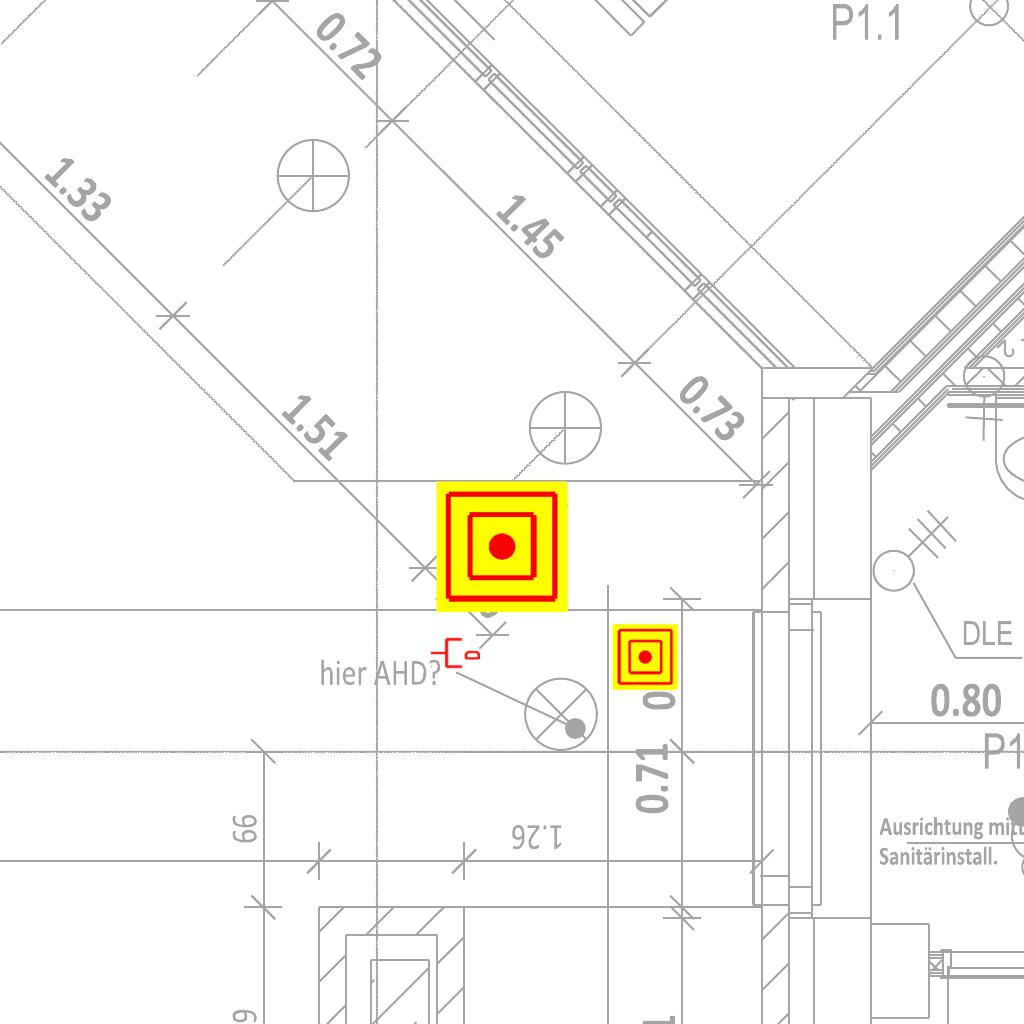 P1.1
0.72
1.33
1.45
1.51
0.73
DLE
hier AHD?
0.80
P1
0.71
99
1.26
Ausrichtung mit
Sanitärinstall.